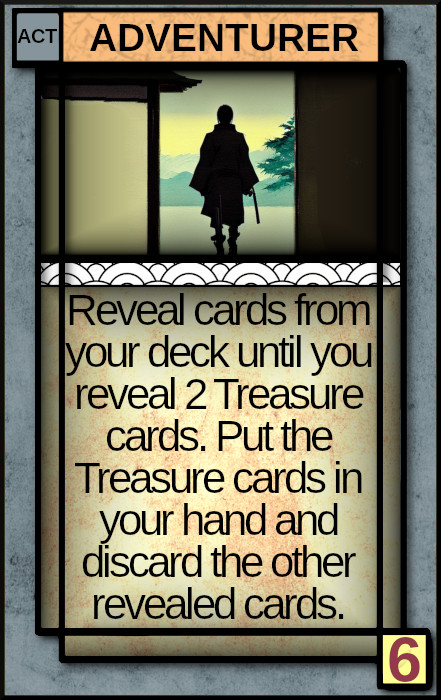 ACT
ADVENTURER
Reveal cards from
your deck until you
reveal 2 Treasure
cards. Put the
Treasure cards in
your hand and
discard the other
revealed cards.
6